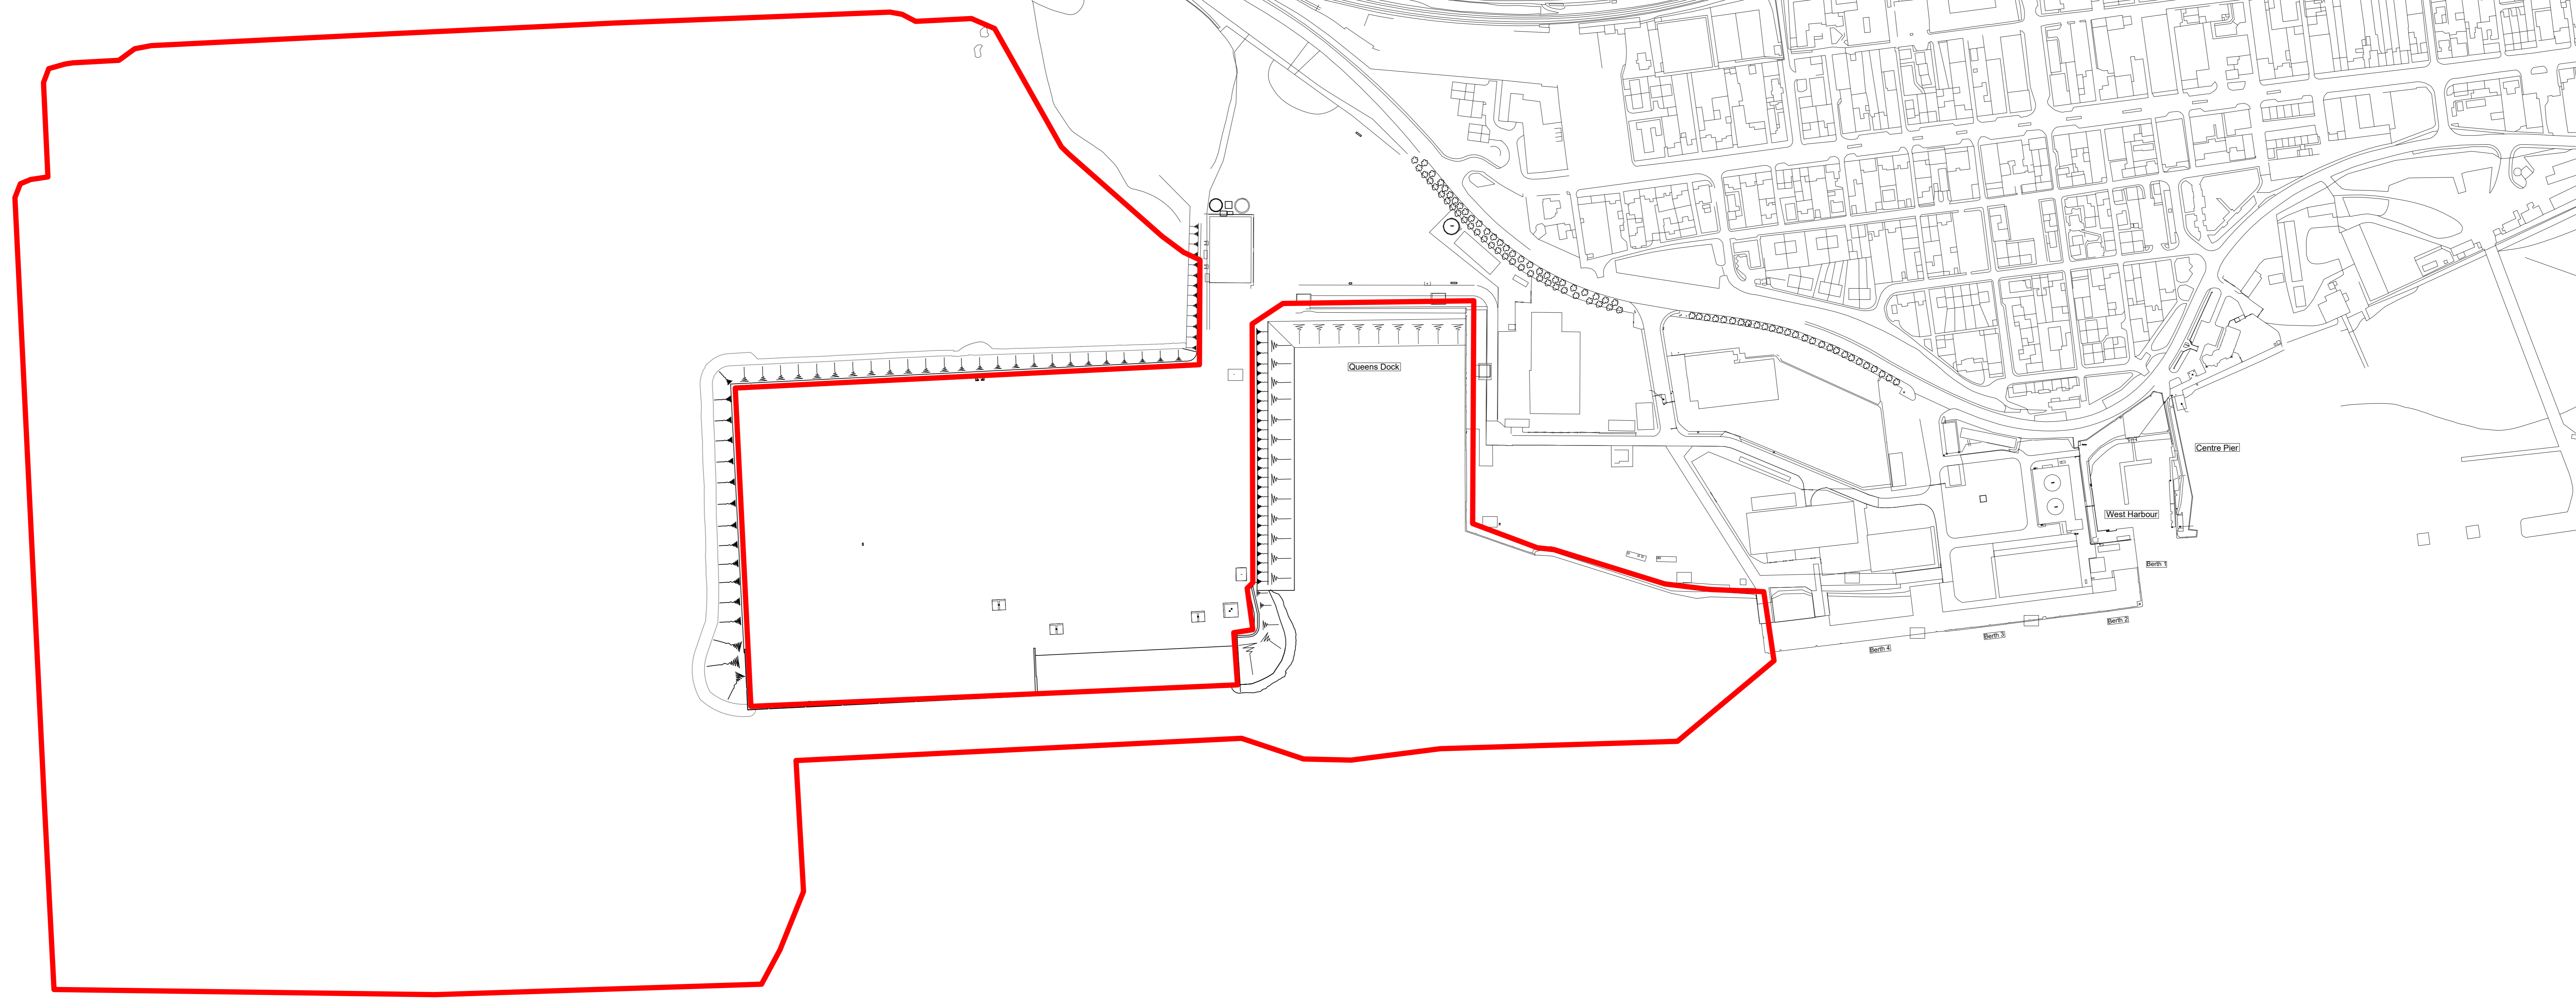 Queens Dock
Centre Pier
West Harbour
Berth 1
Berth 2
Berth 3
Berth 4